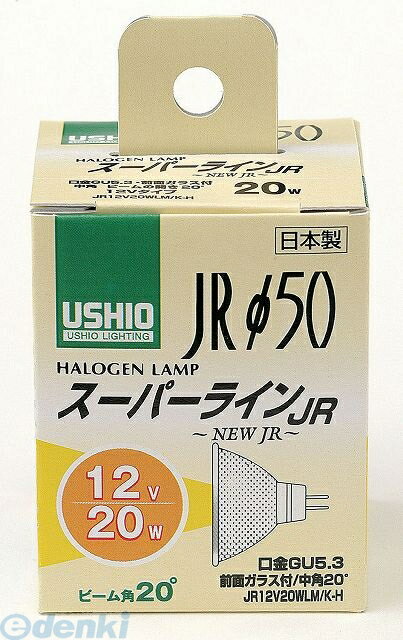 JRφ50
HALOGEN LAMP
スーパーラインJR
~NEW JR~
口金GU5.3・前面ガラス付
中角 ビームの開き20°
12Vタイプ
JR12V20WLM/K-H
20W
日本製
USHIO
USHIO LIGHTING
JRφ50
HALOGEN LAMP
スーパーラインJR
~NEW JR~
12V
20W
口金GU5.3
前面ガラス付/中角20°
JR12V20WLM/K-H
ビーム角20°
edenki